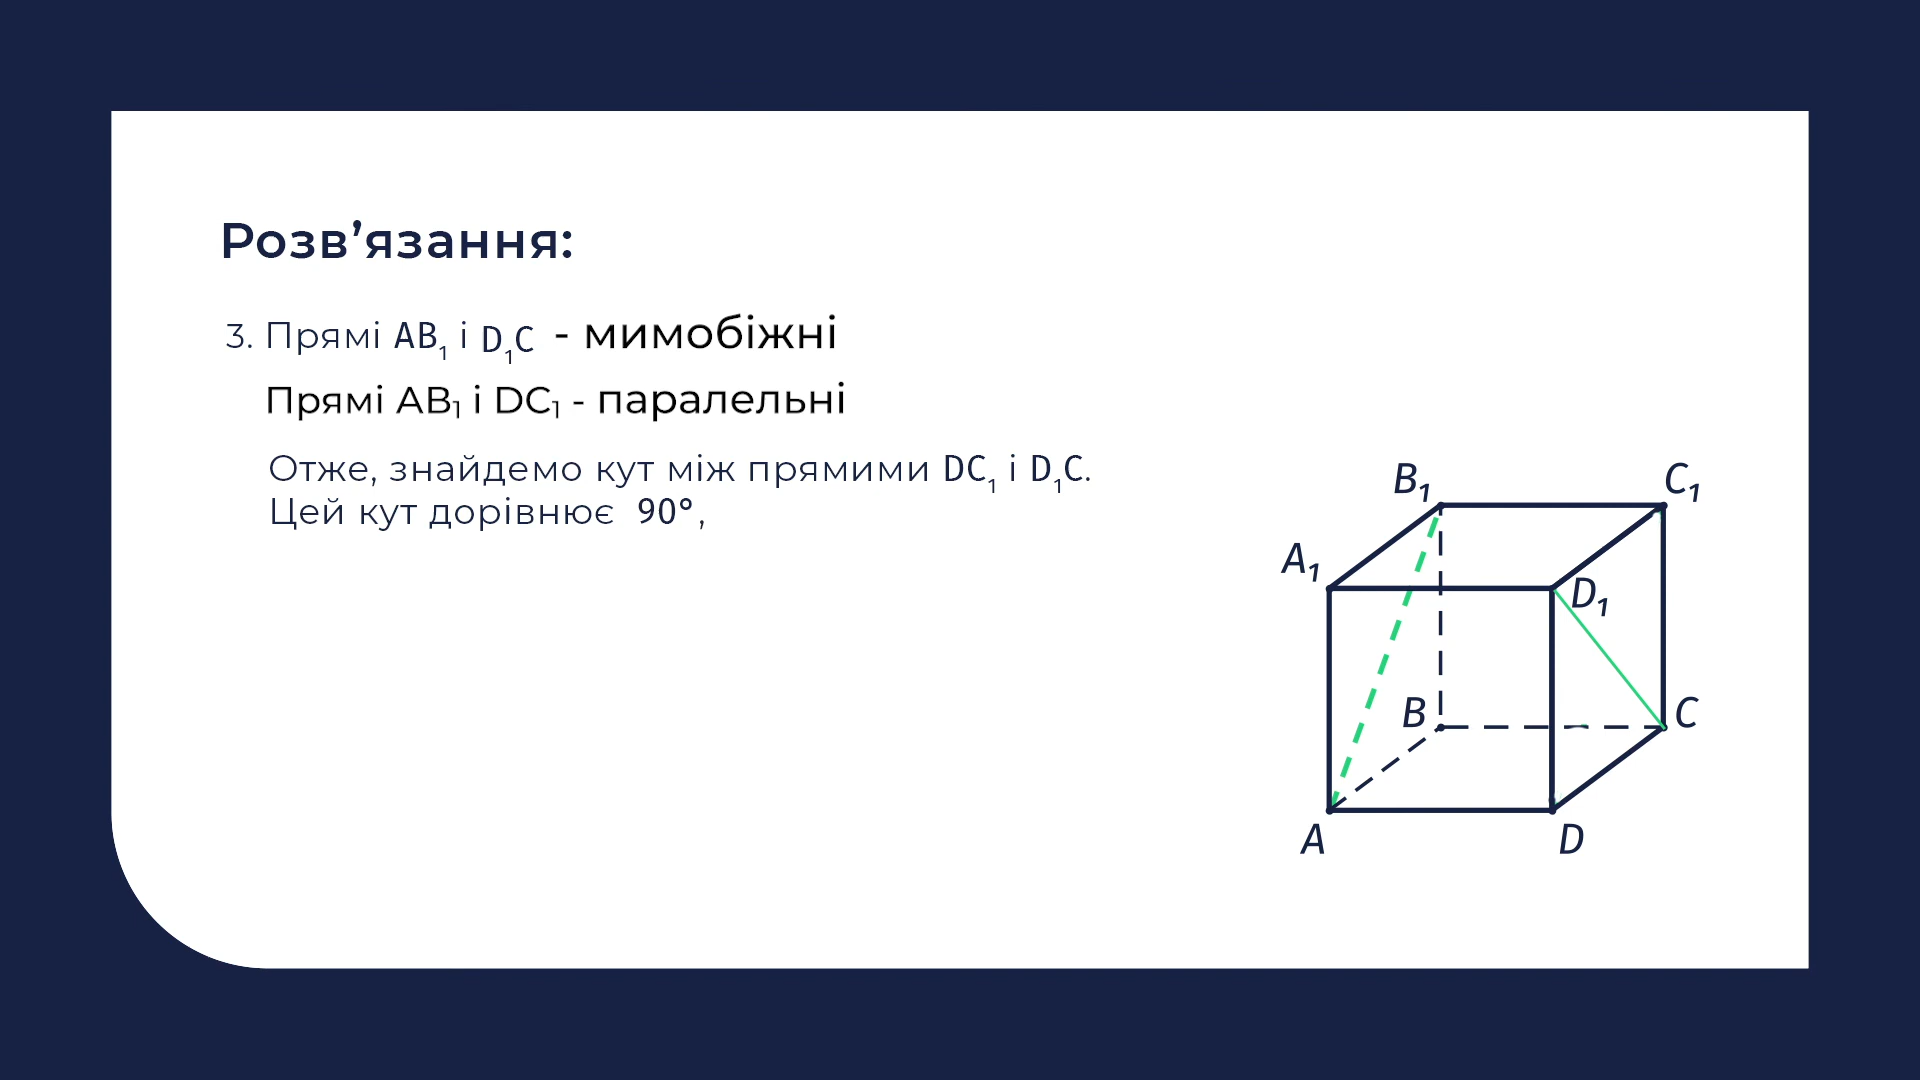 Розв’язання:
3. Прямі AB₁ і D₁C - мимобіжні
Прямі AB₁ і DC₁ - паралельні
Отже, знайдемо кут між прямими DC₁ і D₁C.
Цей кут дорівнює 90°,
B₁
C₁
A₁
D₁
B
C
A
D